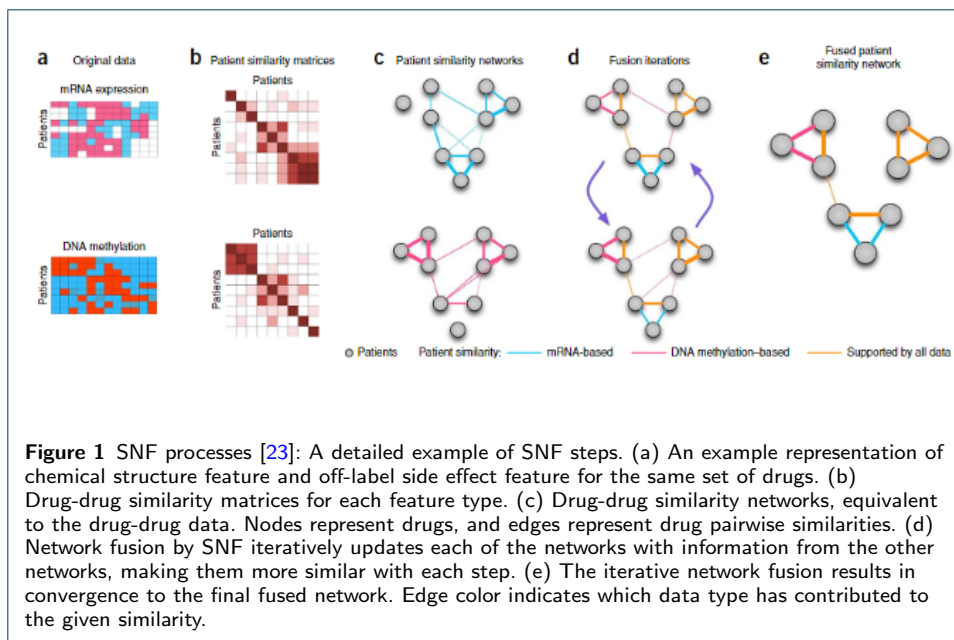 a
Original data
mRNA expression
Patients
DNA methylation
Patients
b
Patient similarity matrices
Patients
Patients
Patients
Patients
c
Patient similarity networks
d
Fusion iterations
e
Fused patient
similarity network
Patients
Patient similarity:
mRNA-based
DNA methylation–based
Supported by all data
Figure 1 SNF processes [23]: A detailed example of SNF steps. (a) An example representation of
chemical structure feature and off-label side effect feature for the same set of drugs. (b)
Drug-drug similarity matrices for each feature type. (c) Drug-drug similarity networks, equivalent
to the drug-drug data. Nodes represent drugs, and edges represent drug pairwise similarities. (d)
Network fusion by SNF iteratively updates each of the networks with information from the other
networks, making them more similar with each step. (e) The iterative network fusion results in
convergence to the final fused network. Edge color indicates which data type has contributed to
the given similarity.